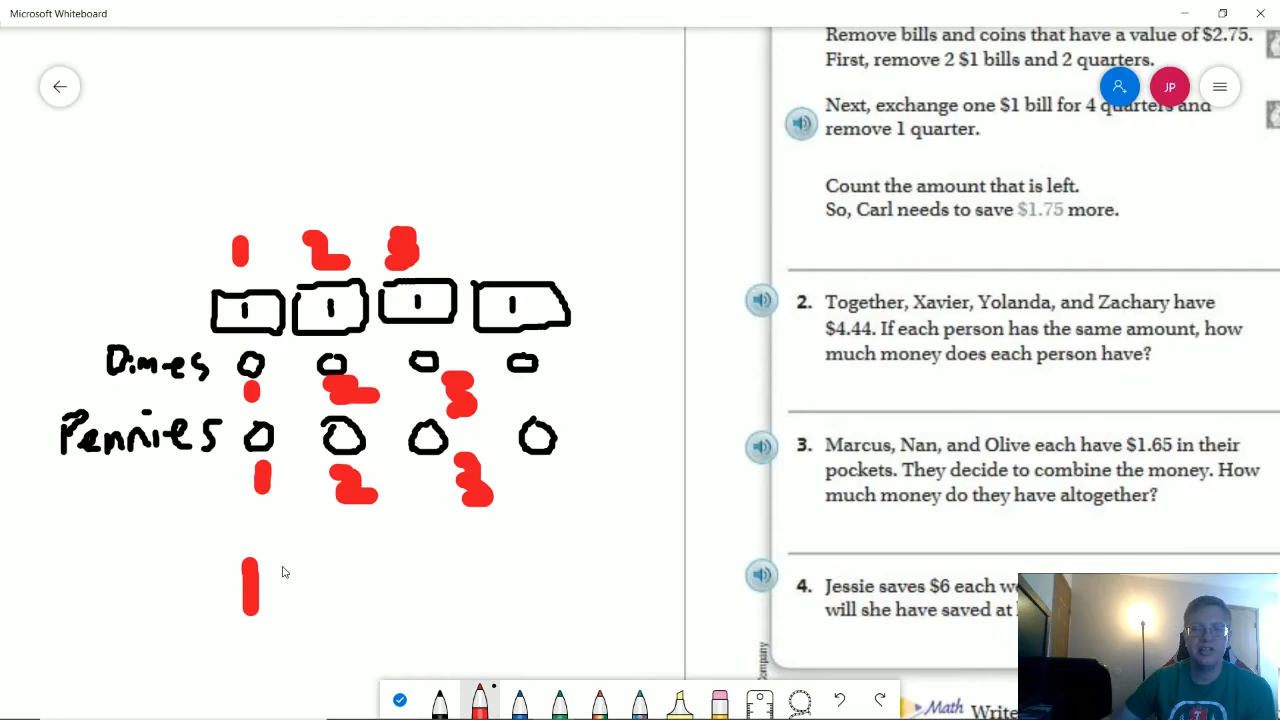 Microsoft Whiteboard
Remove bills and coins that have a value of $2.75.
First, remove 2 $1 bills and 2 quarters.
JP
Next, exchange one $1 bill for 4 quarters and
remove 1 quarter.
Count the amount that is left.
So, Carl needs to save $1.75 more.
1 2 3
1 1 1 1
Dimes
1 2 3
Pennies
1 2 3
1
2. Together, Xavier, Yolanda, and Zachary have
$4.44. If each person has the same amount, how
much money does each person have?
3. Marcus, Nan, and Olive each have $1.65 in their
pockets. They decide to combine the money. How
much money do they have altogether?
4. Jessie saves $6 each
will she have saved at
Math Write